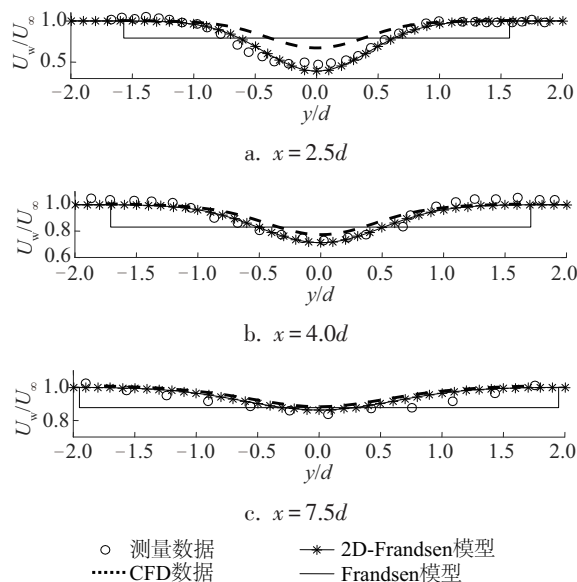 U_w/U_∞
1.0
0.5
−2.0 −1.5 −1.0 −0.5 0.0 0.5 1.0 1.5 2.0
y/d
a. x = 2.5d
U_w/U_∞
1.0
0.8
0.6
−2.0 −1.5 −1.0 −0.5 0.0 0.5 1.0 1.5 2.0
y/d
b. x = 4.0d
U_w/U_∞
1.0
0.8
−2.0 −1.5 −1.0 −0.5 0.0 0.5 1.0 1.5 2.0
y/d
c. x = 7.5d
测量数据 2D-Frandsen模型
CFD数据 Frandsen模型